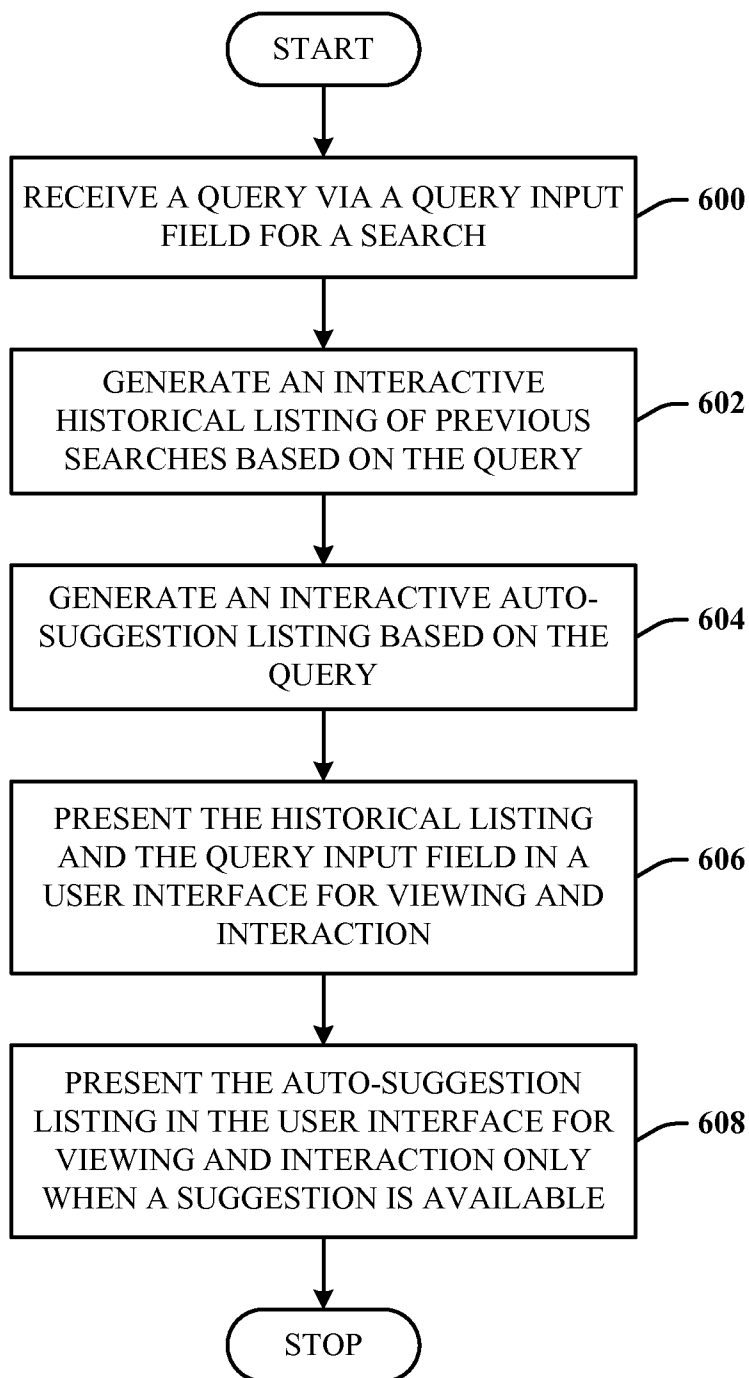 START
RECEIVE A QUERY VIA A QUERY INPUT
FIELD FOR A SEARCH
600
GENERATE AN INTERACTIVE
HISTORICAL LISTING OF PREVIOUS
SEARCHES BASED ON THE QUERY
602
GENERATE AN INTERACTIVE AUTO-
SUGGESTION LISTING BASED ON THE
QUERY
604
PRESENT THE HISTORICAL LISTING
AND THE QUERY INPUT FIELD IN A
USER INTERFACE FOR VIEWING AND
INTERACTION
606
PRESENT THE AUTO-SUGGESTION
LISTING IN THE USER INTERFACE FOR
VIEWING AND INTERACTION ONLY
WHEN A SUGGESTION IS AVAILABLE
608
STOP